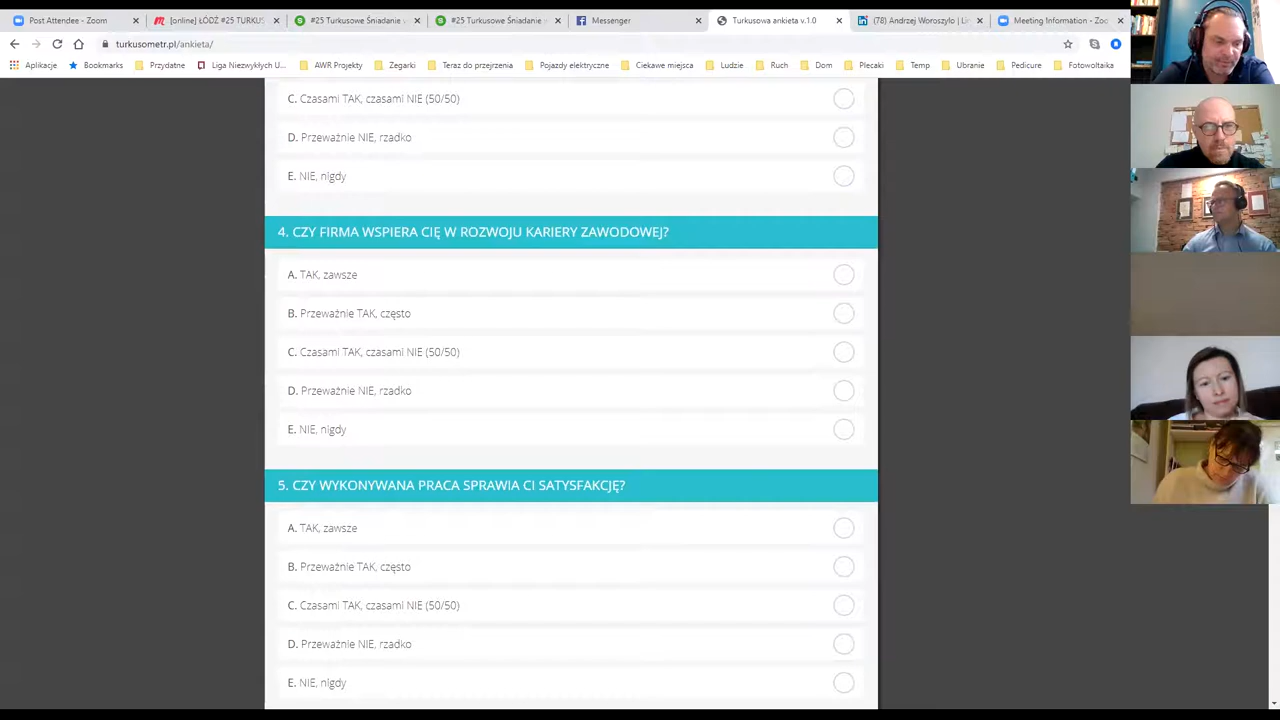 Post Attendee - Zoom
[online] ŁÓDŹ #25 TURKUS
#25 Turkusowe Śniadanie
#25 Turkusowe Śniadanie
Messenger
Turkusowa ankieta v.1.0
(78) Andrzej Woroszylo | Lin
Meeting Information - Zoo
turkusometr.pl/ankieta/
Aplikacje
Bookmarks
Przydatne
Liga Niezwykłych U...
AWR Projekty
Zegarki
Teraz do przejrzenia
Pojazdy elektryczne
Ciekawe miejsca
Ludzie
Ruch
Dom
Plecaki
Temp
Ubranie
Pedicure
Fotowoltaika
C. Czasami TAK, czasami NIE (50/50)
D. Przeważnie NIE, rzadko
E. NIE, nigdy
4. CZY FIRMA WSPIERA CIĘ W ROZWOJU KARIERY ZAWODOWEJ?
A. TAK, zawsze
B. Przeważnie TAK, często
C. Czasami TAK, czasami NIE (50/50)
D. Przeważnie NIE, rzadko
E. NIE, nigdy
5. CZY WYKONYWANA PRACA SPRAWIA CI SATYSFAKCJĘ?
A. TAK, zawsze
B. Przeważnie TAK, często
C. Czasami TAK, czasami NIE (50/50)
D. Przeważnie NIE, rzadko
E. NIE, nigdy